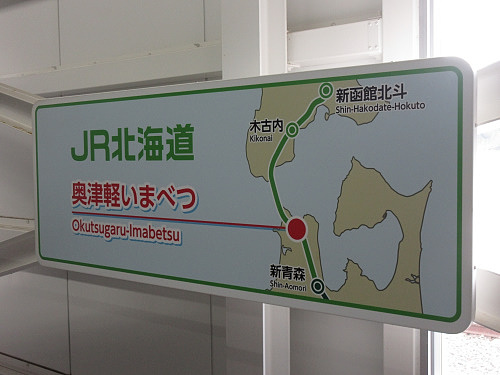 JR北海道
奥津軽いまべつ
Okutsugaru-Imabetsu
新函館北斗
Shin-Hakodate-Hokuto
木古内
Kikonai
新青森
Shin-Aomori